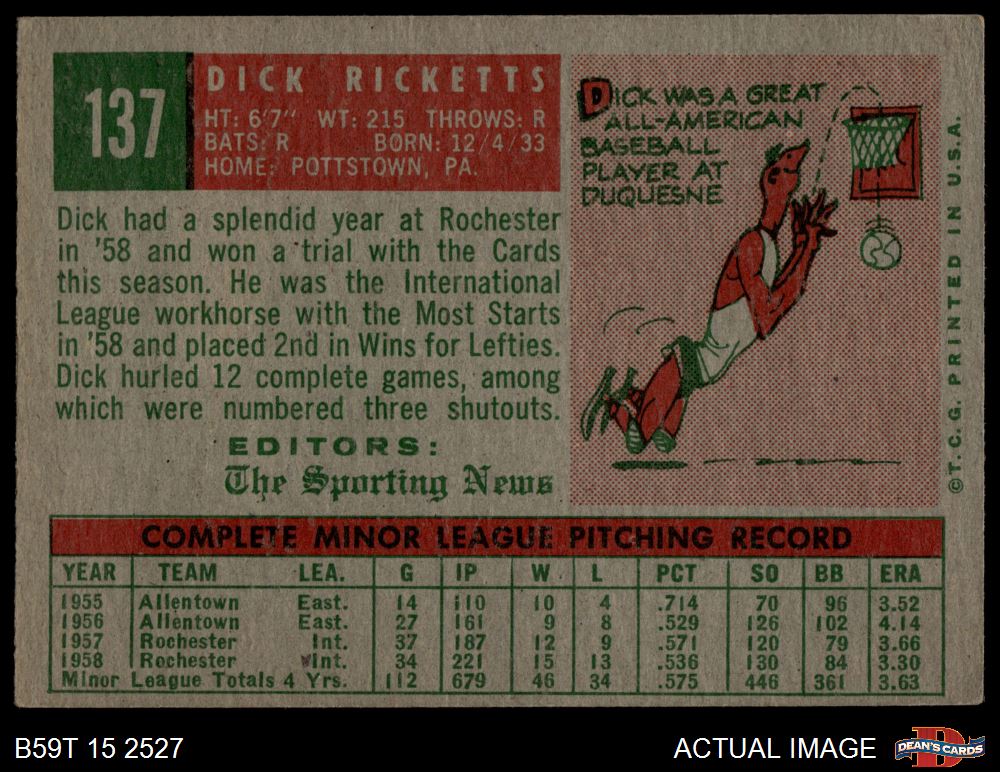 137
DICK RICKETTS
HT: 6'7" WT: 215 THROWS: R
BATS: R BORN: 12/4/33
HOME: POTTSTOWN, PA.
Dick had a splendid year at Rochester
in '58 and won a trial with the Cards
this season. He was the International
League workhorse with the Most Starts
in '58 and placed 2nd in Wins for Lefties.
Dick hurled 12 complete games, among
which were numbered three shutouts.
EDITORS:
The Sporting News
DICK WAS A GREAT
ALL-AMERICAN
BASEBALL
PLAYER AT
DUQUESNE
©T.C.G. PRINTED IN U.S.A.
COMPLETE MINOR LEAGUE PITCHING RECORD
YEAR TEAM LEA. G IP W L PCT SO BB ERA
1955 Allentown East. 14 110 10 4 .714 70 96 3.52
1956 Allentown East. 27 161 9 8 .529 126 102 4.14
1957 Rochester Int. 37 187 12 9 .571 120 79 3.66
1958 Rochester Int. 34 221 15 13 .536 130 84 3.30
Minor League Totals 4 Yrs. 112 679 46 34 .575 446 361 3.63
B59T 15 2527
ACTUAL IMAGE
D
DEAN'S CARDS